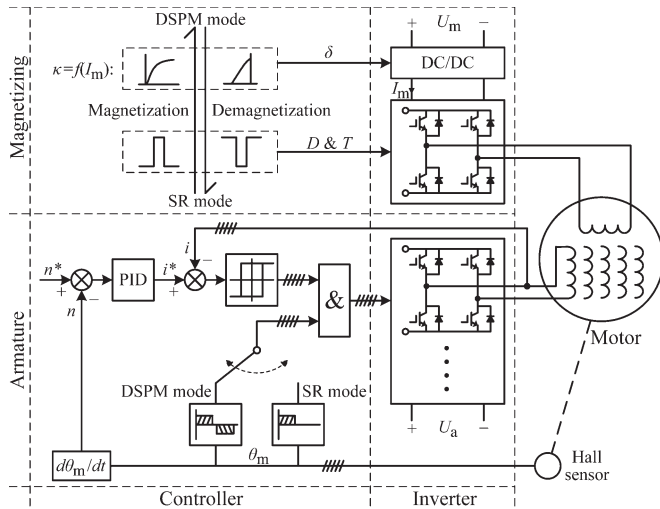 DSPM mode
κ=f(Im):
δ
+ Um −
DC/DC
Im
Magnetizing
Magnetization
Demagnetization
D & T
SR mode
Armature
i
n*
+
−
n
PID
i*
+
−
&
DSPM mode
SR mode
dθm/dt
θm
+ Ua −
Motor
Hall
sensor
Controller
Inverter